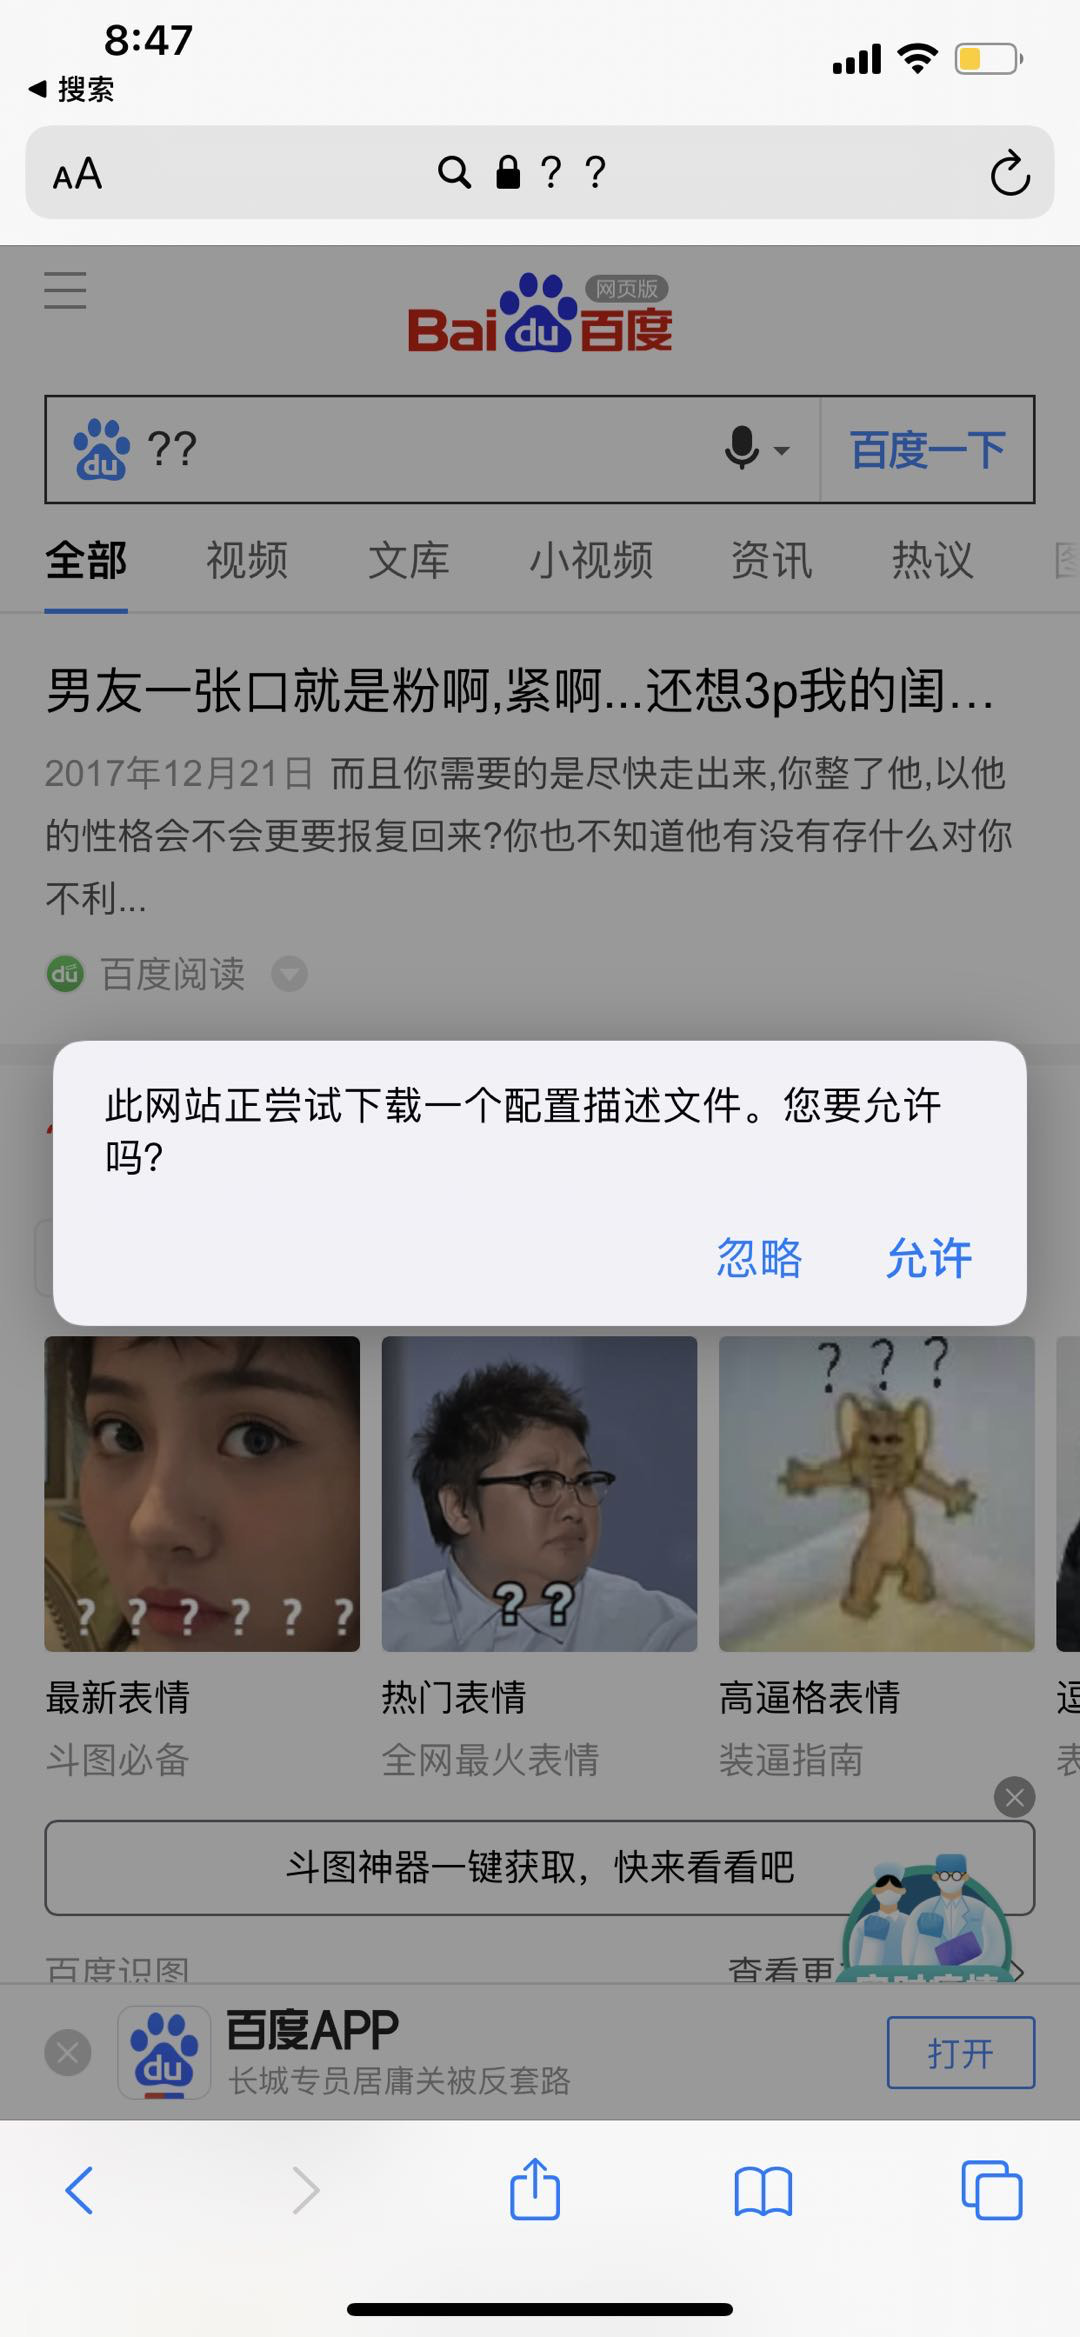 8:47
搜索
AA ? ?
网页版
Bai du 百度
du ?? 百度一下
全部 视频 文库 小视频 资讯 热议
男友一张口就是粉啊,紧啊...还想3p我的闺...
2017年12月21日 而且你需要的是尽快走出来,你整了他,以他
的性格会不会更要报复回来?你也不知道他有没有存什么对你
不利...
du 百度阅读
此网站正尝试下载一个配置描述文件。您要允许
吗?
忽略 允许
? ? ?
? ? ? ? ? ?
? ?
最新表情 热门表情 高逼格表情 逗
斗图必备 全网最火表情 装逼指南 表
斗图神器一键获取，快来看看吧
百度识图 查看更
du 百度APP
长城专员居庸关被反套路
打开